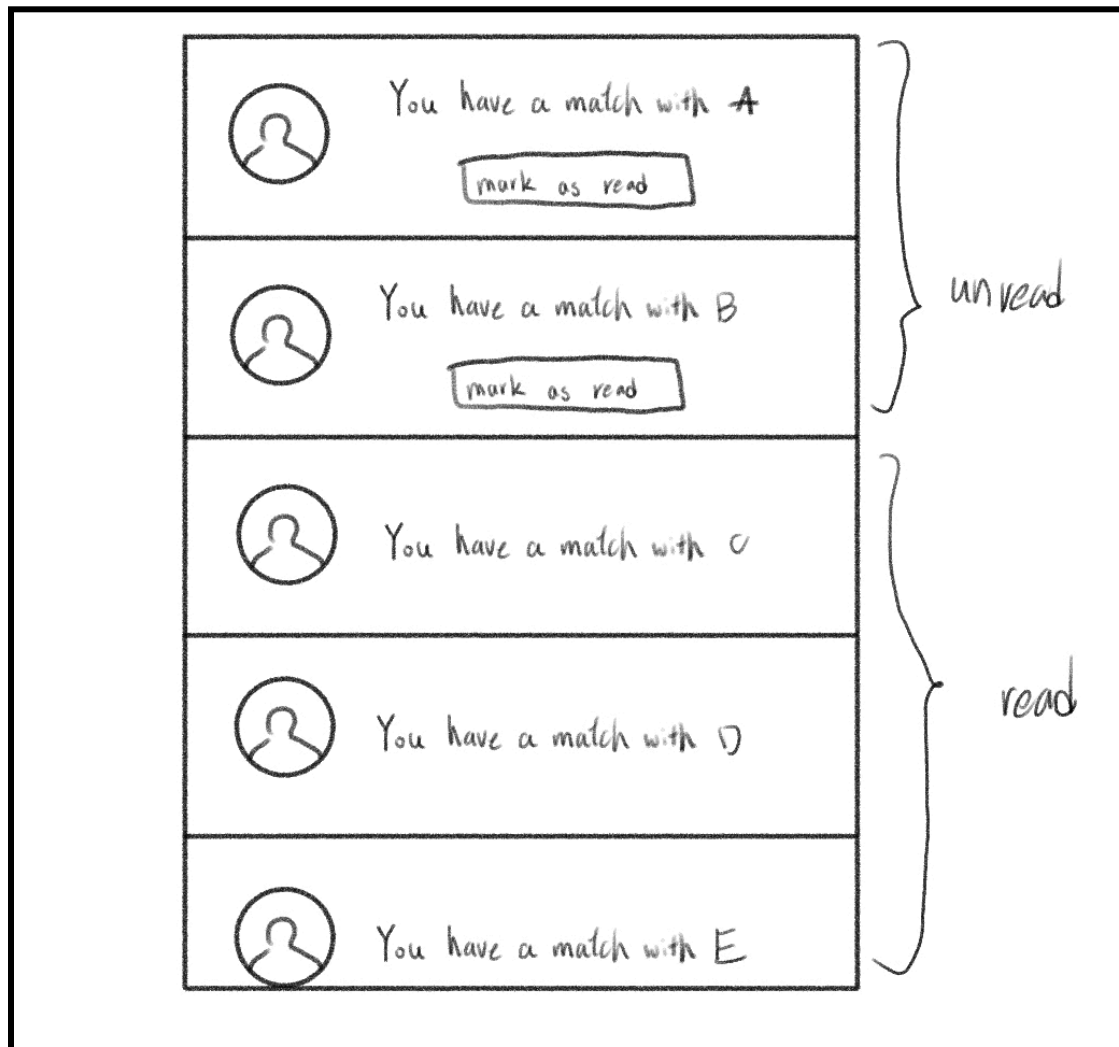 You have a match with A
mark as read
You have a match with B
mark as read
unread
You have a match with C
You have a match with D
You have a match with E
read